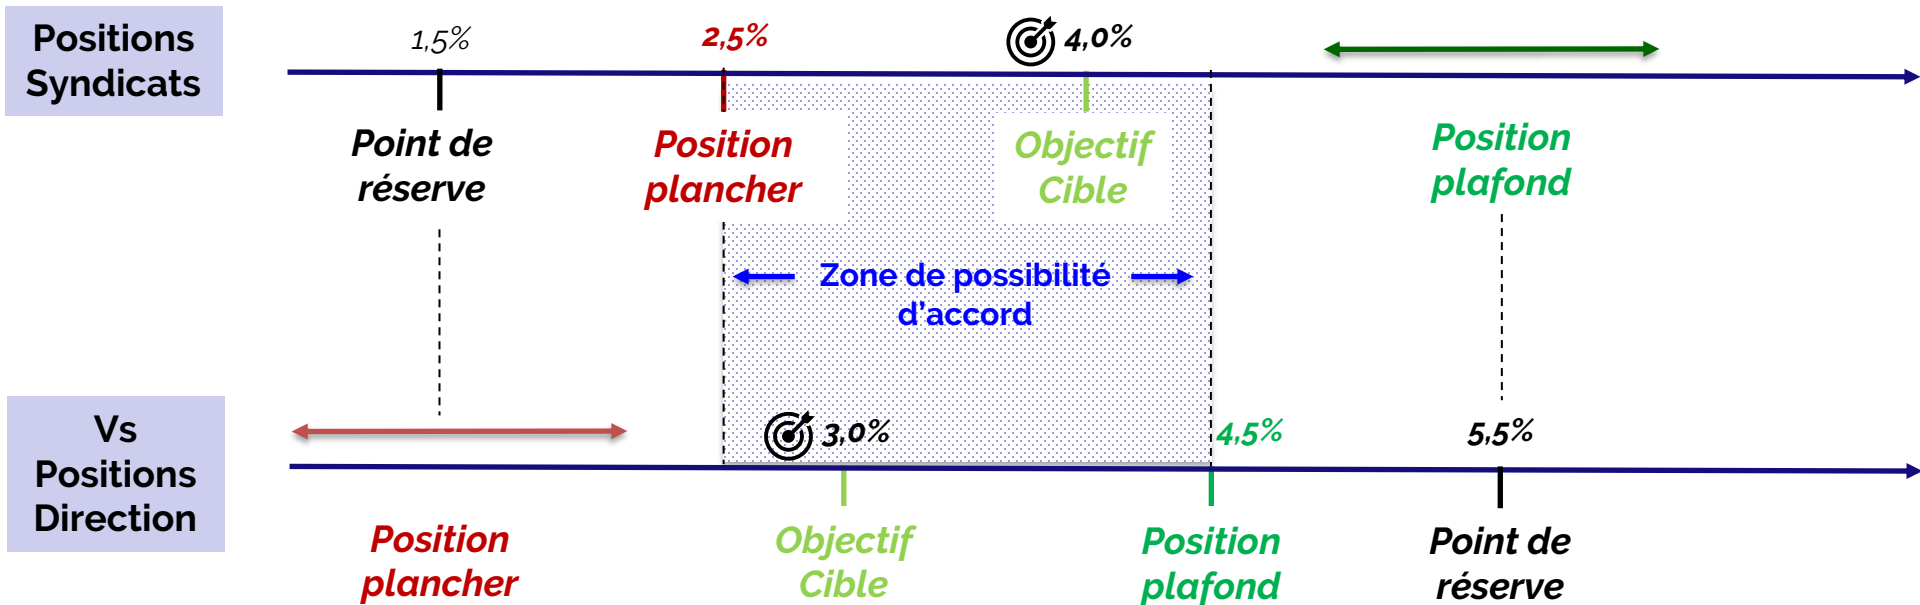 Positions
Syndicats
1,5%
2,5%
4,0%
Point de
réserve
Position
plancher
Objectif
Cible
Position
plafond
Zone de possibilité
d'accord
Vs
Positions
Direction
3,0%
4,5%
5,5%
Position
plancher
Objectif
Cible
Position
plafond
Point de
réserve